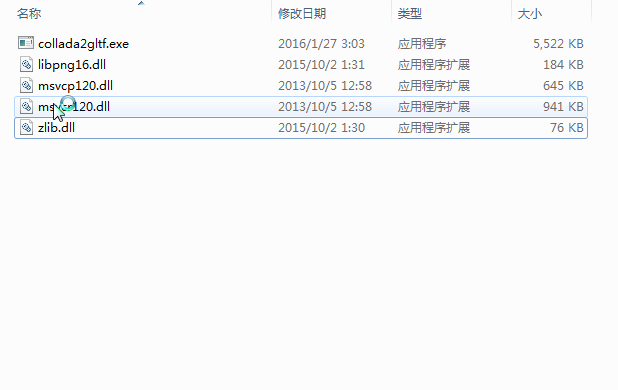 名称 修改日期 类型 大小
collada2gltf.exe 2016/1/27 3:03 应用程序 5,522 KB
libpng16.dll 2015/10/2 1:31 应用程序扩展 184 KB
msvcp120.dll 2013/10/5 12:58 应用程序扩展 645 KB
2013/10/5 12:58 应用程序扩展 941 KB
zlib.dll 2015/10/2 1:30 应用程序扩展 76 KB